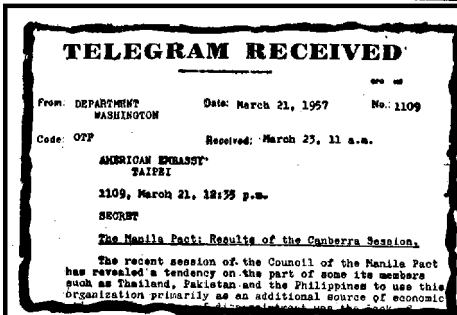 TELEGRAM RECEIVED
From: DEPARTMENT Date: March 21, 1957 No.: 1109
WASHINGTON
Code: OTP Received: March 23, 11 a.m.
AMERICAN EMBASSY
TAIPEI
1109, March 21, 12:35 p.m.
SECRET
The Manila Pact: Results of the Canberra Session.
The recent session of the Council of the Manila Pact
has revealed a tendency on the part of some its members
such as Thailand, Pakistan and the Philippines to use this
organization primarily as an additional source of economic